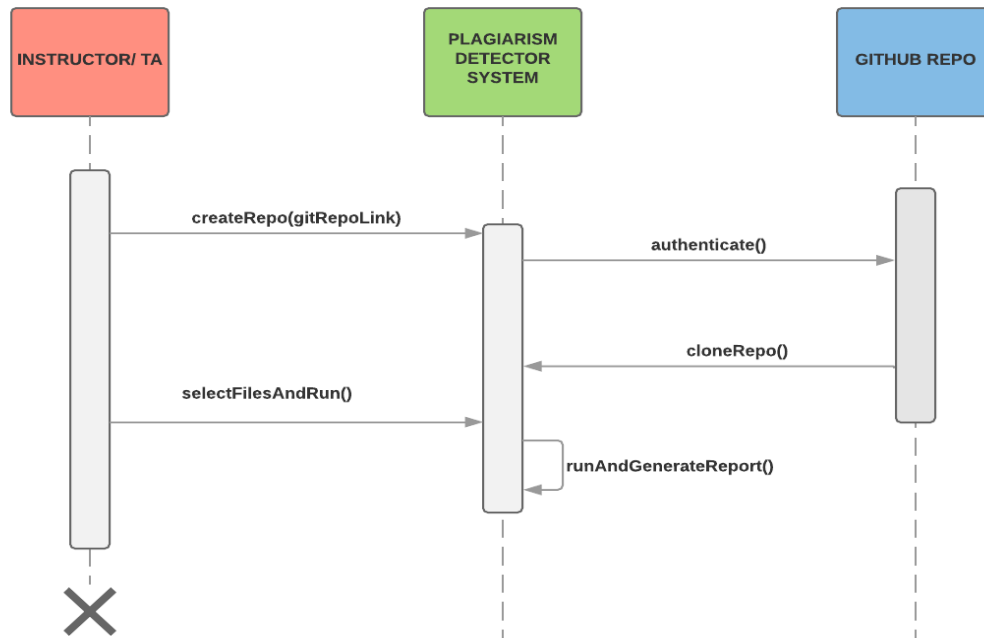 INSTRUCTOR/ TA
PLAGIARISM
DETECTOR
SYSTEM
GITHUB REPO
createRepo(gitRepoLink)
authenticate()
cloneRepo()
selectFilesAndRun()
runAndGenerateReport()